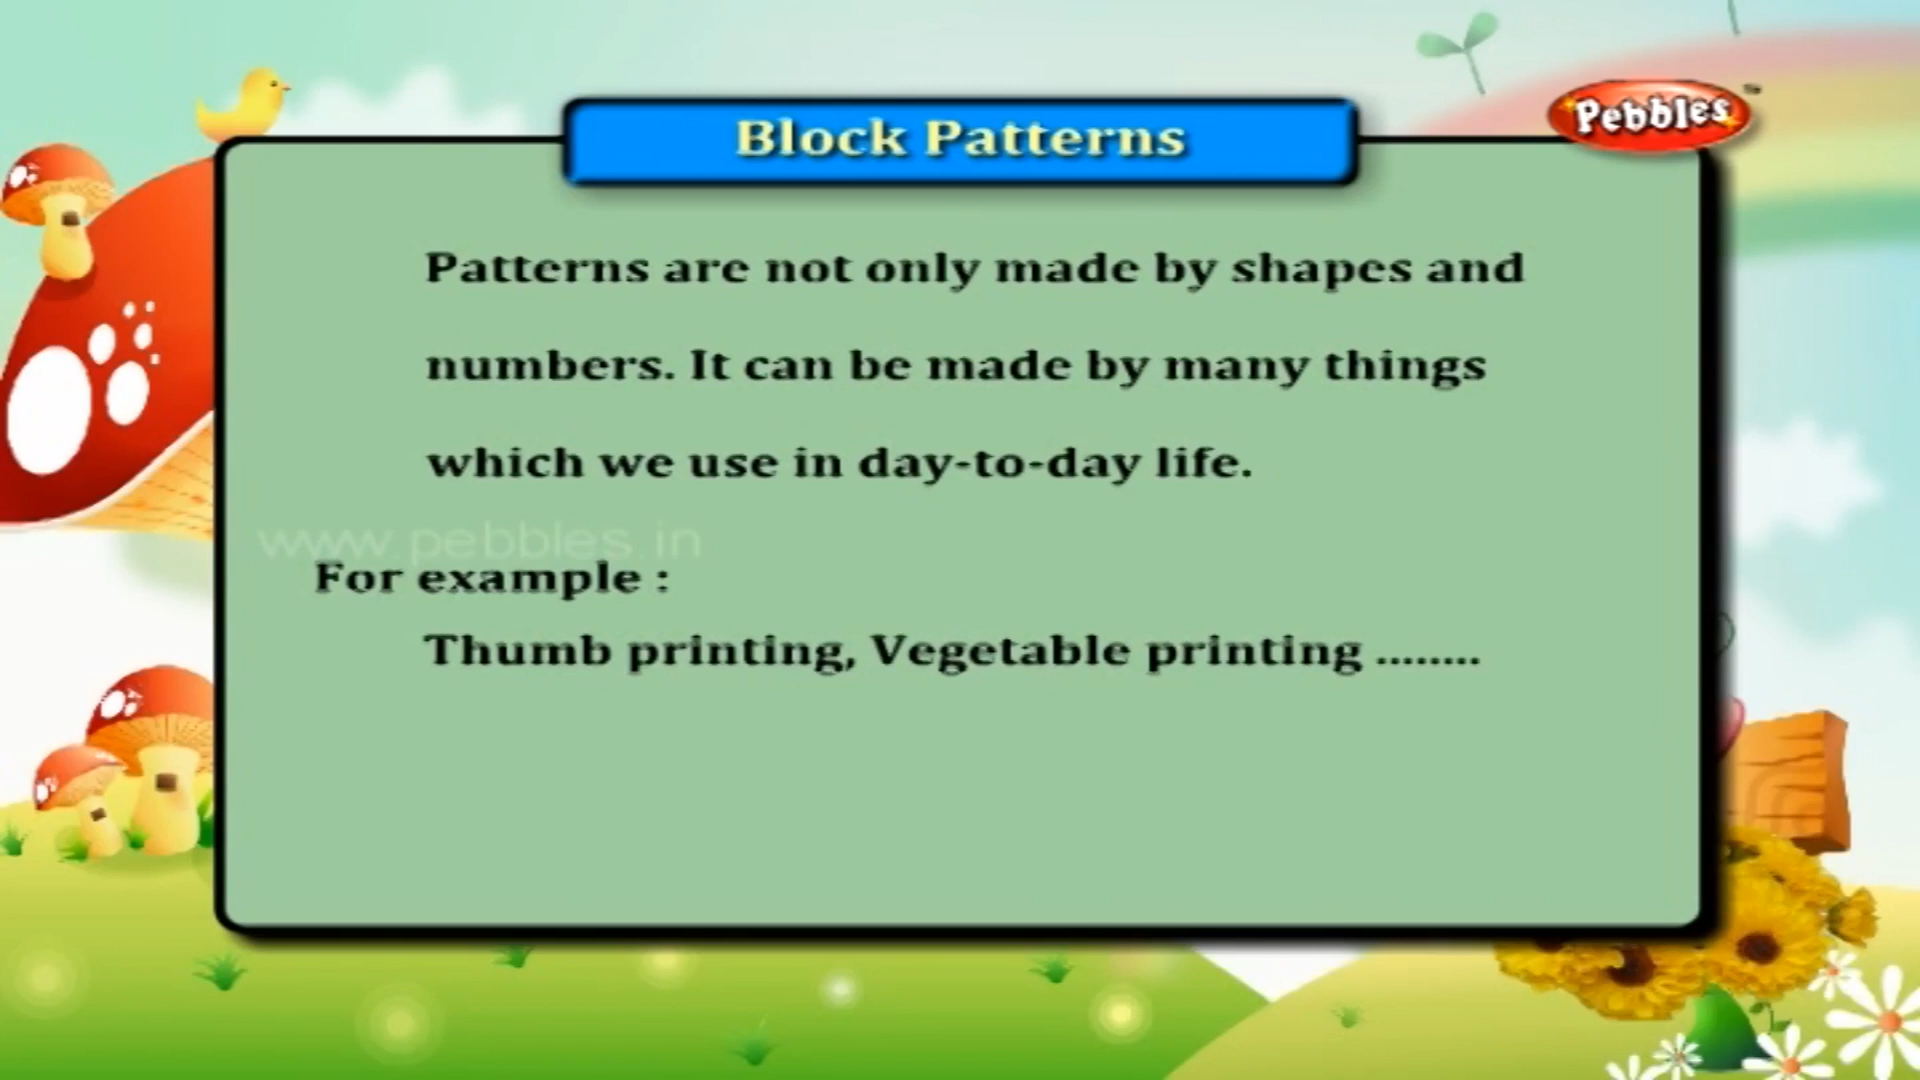 Block Patterns
Pebbles
Patterns are not only made by shapes and
numbers. It can be made by many things
which we use in day-to-day life.
www.pebbles.in
For example :
Thumb printing, Vegetable printing ........